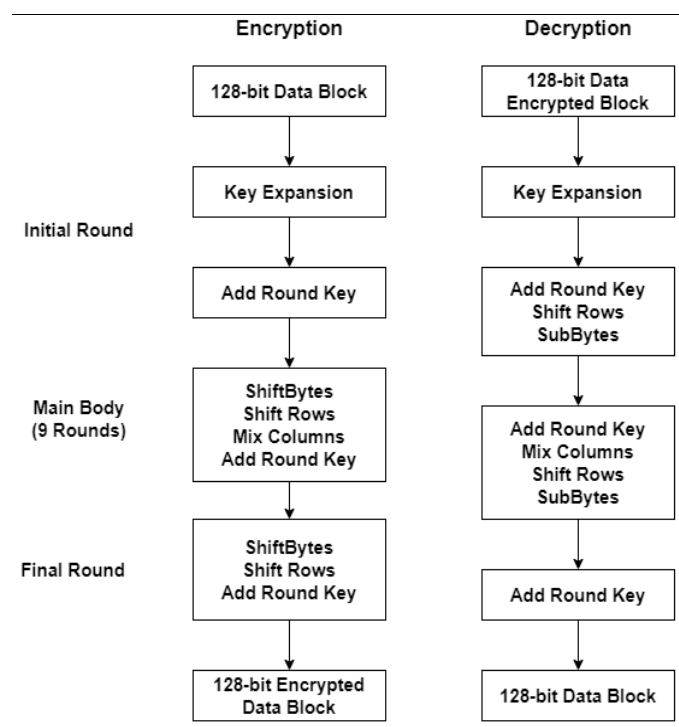 Encryption
Decryption
128-bit Data Block
128-bit Data
Encrypted Block
Key Expansion
Key Expansion
Initial Round
Add Round Key
Add Round Key
Shift Rows
SubBytes
Main Body
(9 Rounds)
ShiftBytes
Shift Rows
Mix Columns
Add Round Key
Add Round Key
Mix Columns
Shift Rows
SubBytes
Final Round
ShiftBytes
Shift Rows
Add Round Key
Add Round Key
128-bit Encrypted
Data Block
128-bit Data Block